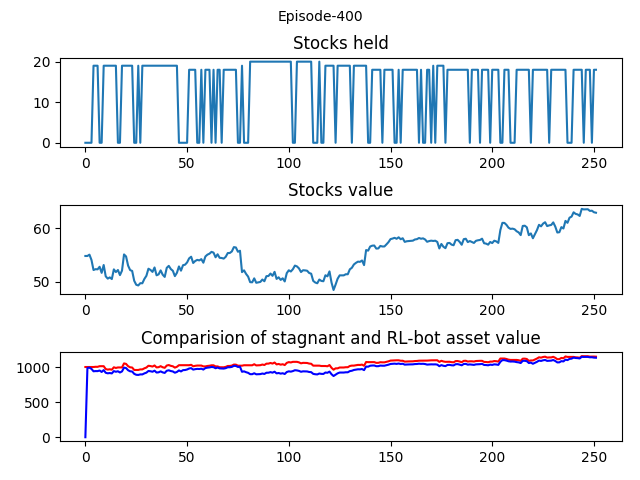 Episode-400
Stocks held
20
10
0
0 50 100 150 200 250
Stocks value
60
50
0 50 100 150 200 250
Comparision of stagnant and RL-bot asset value
1000
500
0
0 50 100 150 200 250